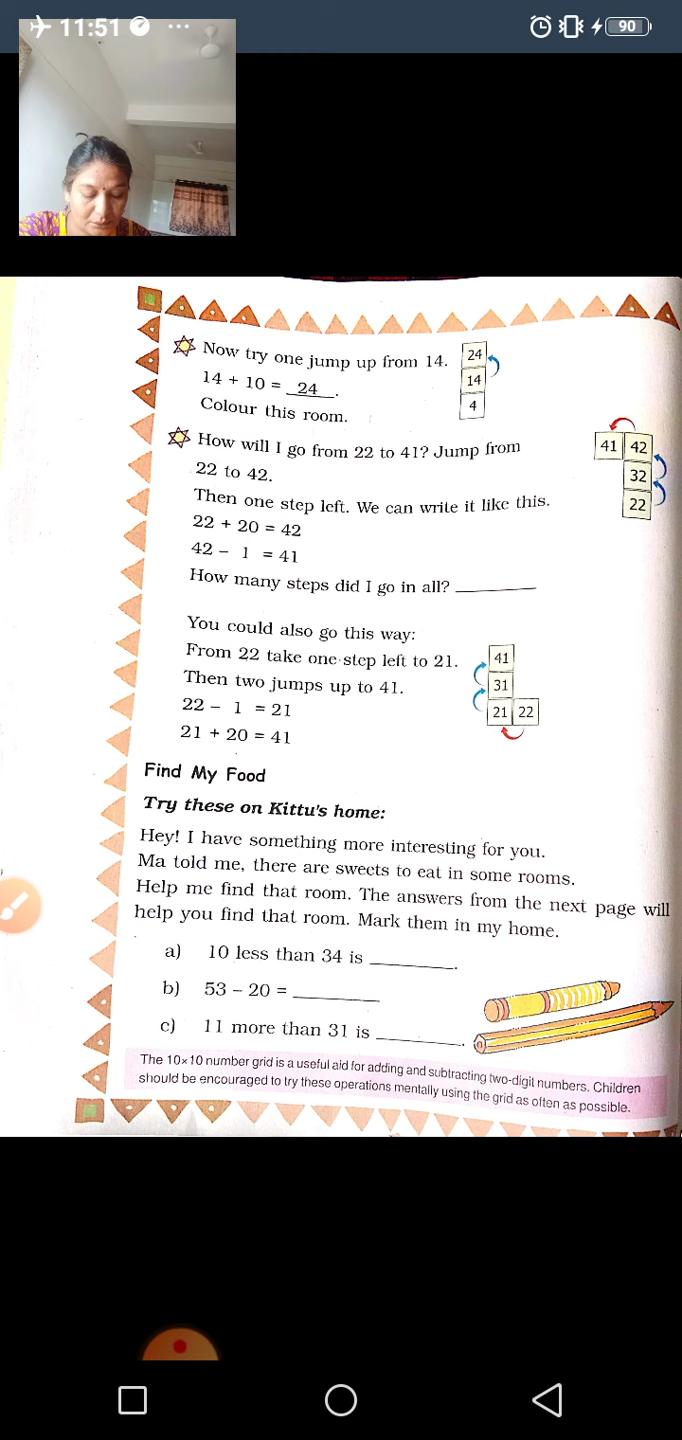 11:51
90
Now try one jump up from 14.
24
14 + 10 = 24 .
14
Colour this room.
4
How will I go from 22 to 41? Jump from
22 to 42.
41 42
32
22
Then one step left. We can write it like this.
22 + 20 = 42
42 – 1 = 41
How many steps did I go in all? ________
You could also go this way:
From 22 take one step left to 21.
Then two jumps up to 41.
41
31
21 22
22 – 1 = 21
21 + 20 = 41
Find My Food
Try these on Kittu's home:
Hey! I have something more interesting for you.
Ma told me, there are sweets to eat in some rooms.
Help me find that room. The answers from the next page will
help you find that room. Mark them in my home.
a) 10 less than 34 is ________.
b) 53 – 20 = ________
c) 11 more than 31 is ________.
The 10×10 number grid is a useful aid for adding and subtracting two-digit numbers. Children
should be encouraged to try these operations mentally using the grid as often as possible.